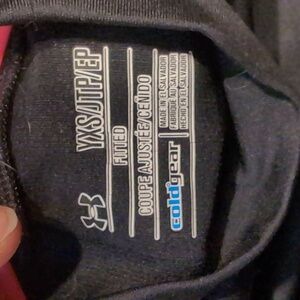 YXS/JTP/EP
FITTED
COUPE AJUSTÉE/CEÑIDO
coldgear
MADE IN EL SALVADOR
FABRIQUÉ AU SALVADOR
HECHO EN EL SALVADOR